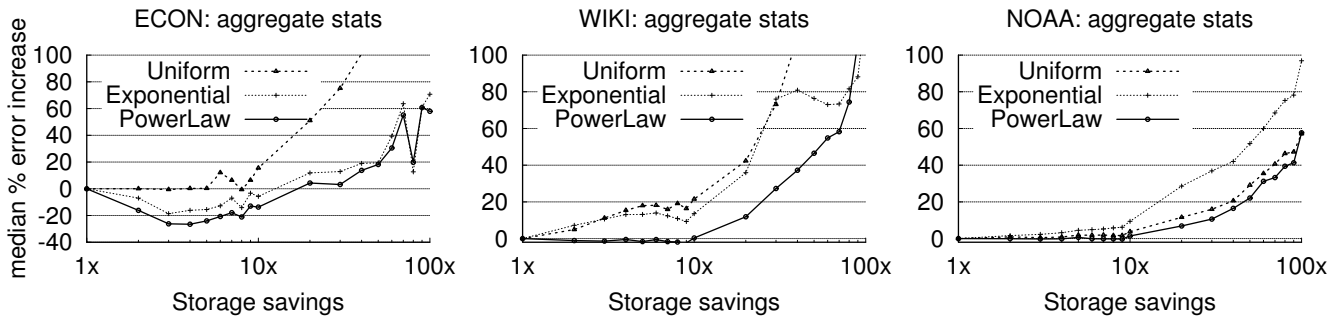 ECON: aggregate stats
median % error increase
100
80
60
40
20
0
-20
-40
Uniform
Exponential
PowerLaw
1x 10x 100x
Storage savings
WIKI: aggregate stats
100
80
60
40
20
0
Uniform
Exponential
PowerLaw
1x 10x 100x
Storage savings
NOAA: aggregate stats
100
80
60
40
20
0
Uniform
Exponential
PowerLaw
1x 10x 100x
Storage savings